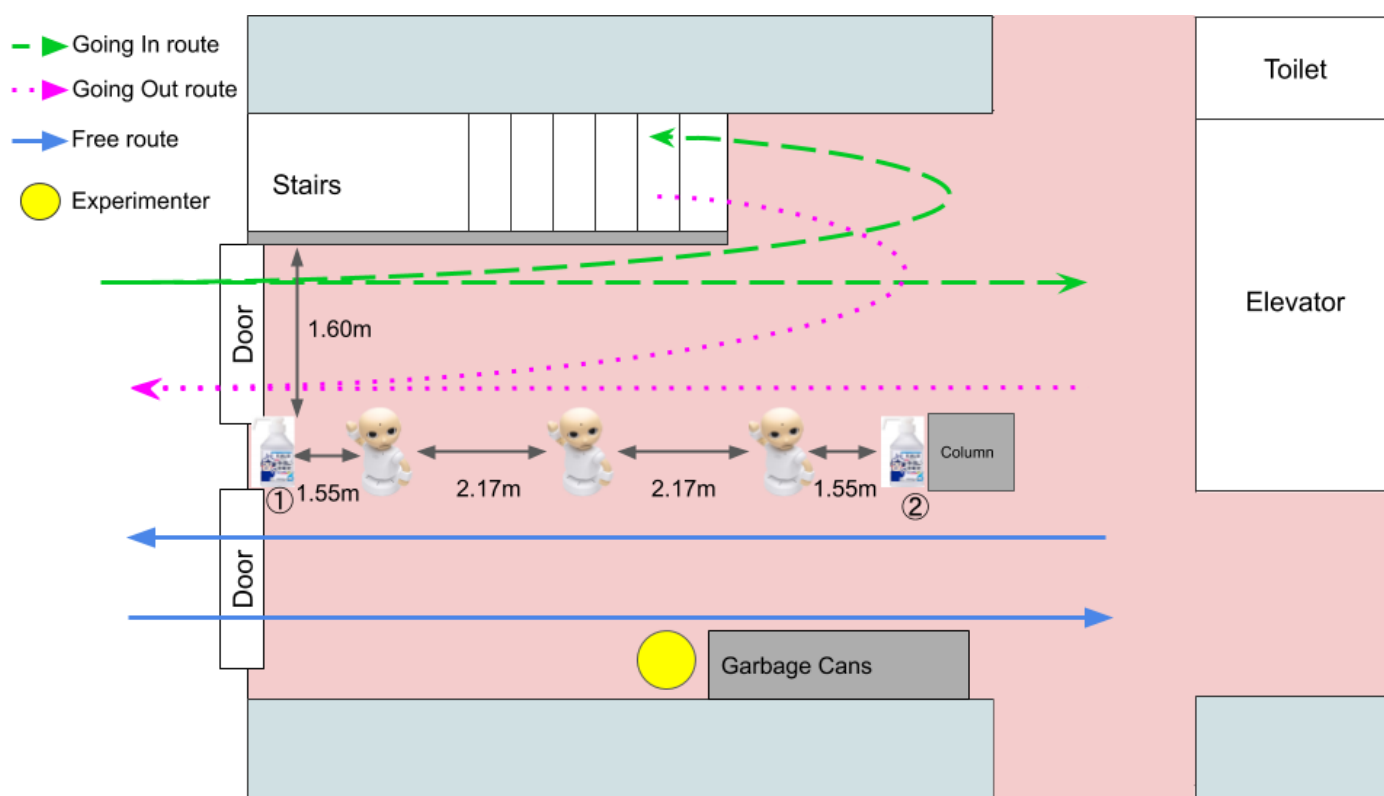 Going In route
Going Out route
Free route
Experimenter
Toilet
Stairs
Elevator
Door
1.60m
Column
① 1.55m
2.17m
2.17m
1.55m
②
Door
Garbage Cans